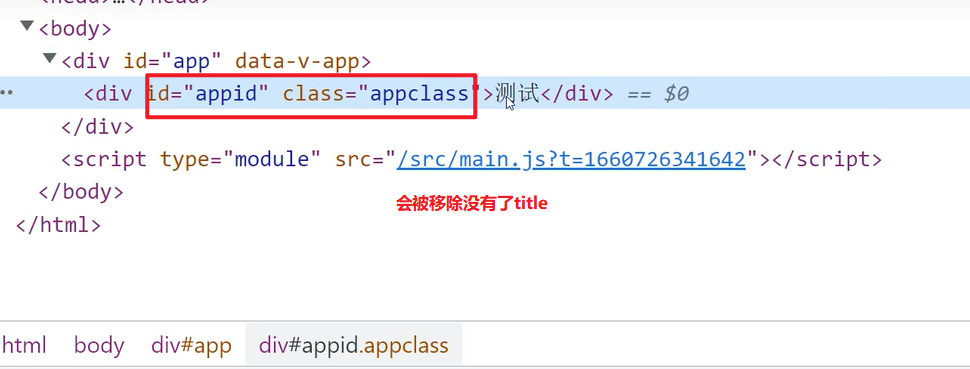 <head>…</head>
▼<body>
▼<div id="app" data-v-app>
<div id="appid" class="appclass">测试</div> == $0
</div>
<script type="module" src="/src/main.js?t=1660726341642"></script>
</body>
</html>
会被移除没有了title
html body div#app div#appid.appclass